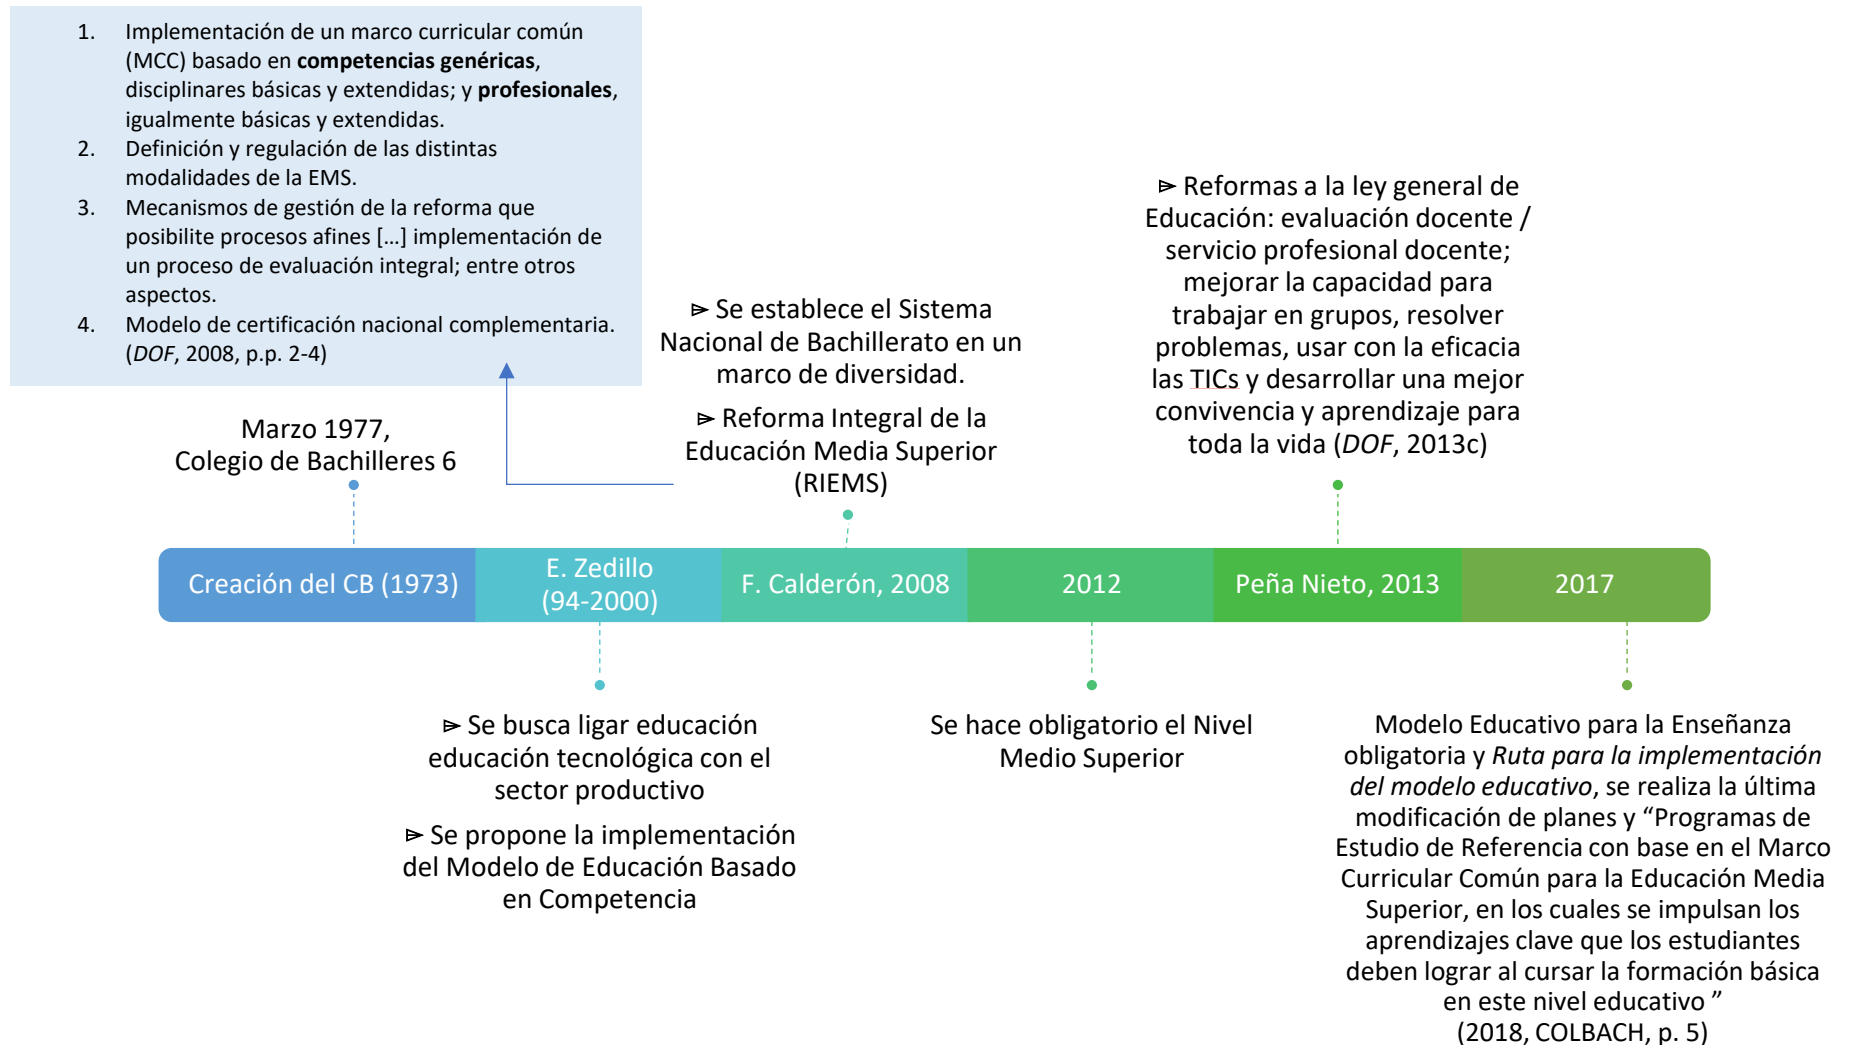 1. Implementación de un marco curricular común
(MCC) basado en competencias genéricas,
disciplinares básicas y extendidas; y profesionales,
igualmente básicas y extendidas.
2. Definición y regulación de las distintas
modalidades de la EMS.
3. Mecanismos de gestión de la reforma que
posibilite procesos afines […] implementación de
un proceso de evaluación integral; entre otros
aspectos.
4. Modelo de certificación nacional complementaria.
(DOF, 2008, p.p. 2-4)
Marzo 1977,
Colegio de Bachilleres 6
⫸ Se establece el Sistema
Nacional de Bachillerato en un
marco de diversidad.
⫸ Reforma Integral de la
Educación Media Superior
(RIEMS)
⫸ Reformas a la ley general de
Educación: evaluación docente /
servicio profesional docente;
mejorar la capacidad para
trabajar en grupos, resolver
problemas, usar con la eficacia
las TICs y desarrollar una mejor
convivencia y aprendizaje para
toda la vida (DOF, 2013c)
Creación del CB (1973)
E. Zedillo
(94-2000)
F. Calderón, 2008
2012
Peña Nieto, 2013
2017
⫸ Se busca ligar educación
educación tecnológica con el
sector productivo
⫸ Se propone la implementación
del Modelo de Educación Basado
en Competencia
Se hace obligatorio el Nivel
Medio Superior
Modelo Educativo para la Enseñanza
obligatoria y Ruta para la implementación
del modelo educativo, se realiza la última
modificación de planes y “Programas de
Estudio de Referencia con base en el Marco
Curricular Común para la Educación Media
Superior, en los cuales se impulsan los
aprendizajes clave que los estudiantes
deben lograr al cursar la formación básica
en este nivel educativo ”
(2018, COLBACH, p. 5)